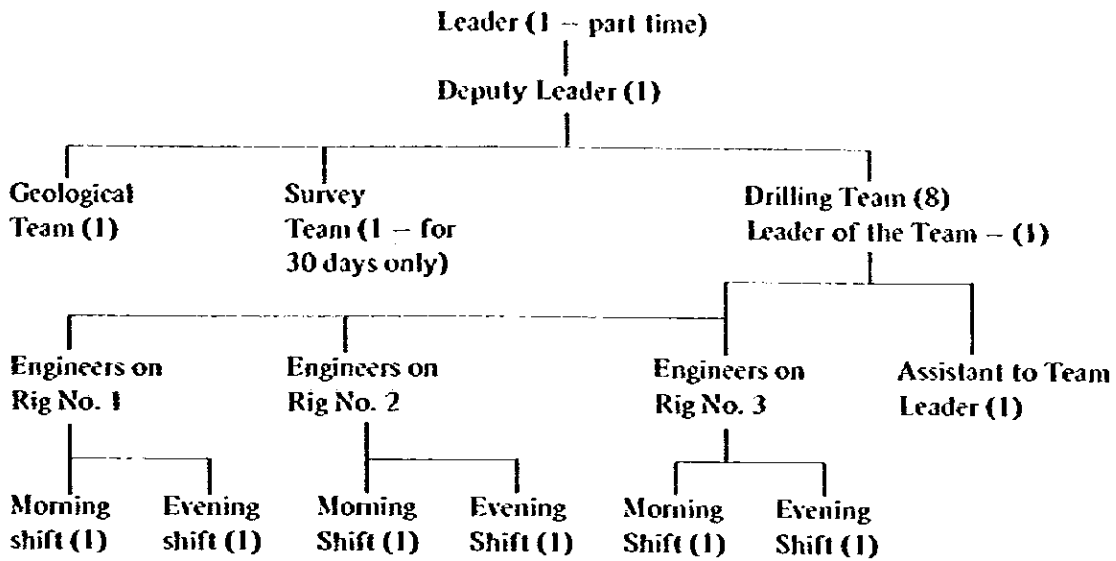 Leader (1 – part time)
Deputy Leader (1)
Geological
Team (1)
Survey
Team (1 – for
30 days only)
Drilling Team (8)
Leader of the Team – (1)
Engineers on
Rig No. 1
Engineers on
Rig No. 2
Engineers on
Rig No. 3
Assistant to Team
Leader (1)
Morning
shift (1)
Evening
shift (1)
Morning
Shift (1)
Evening
Shift (1)
Morning
Shift (1)
Evening
Shift (1)